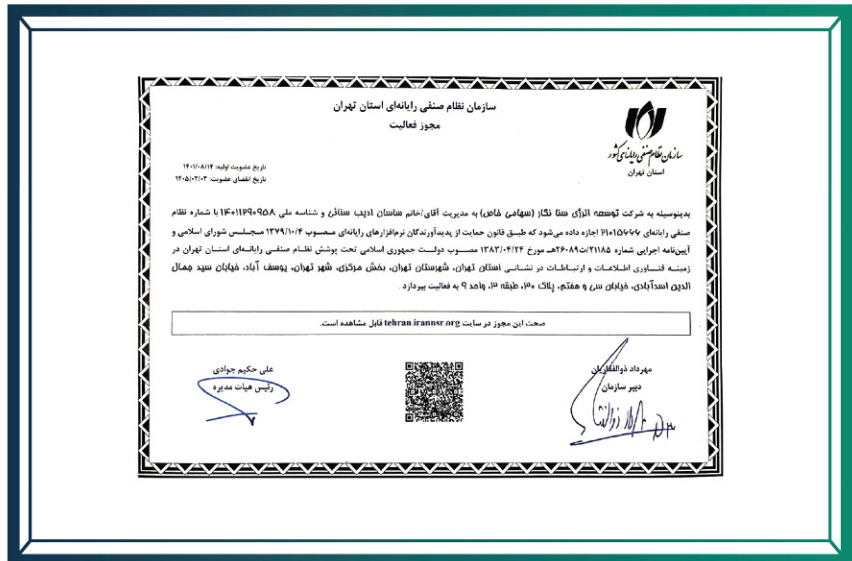 سازمان نظام صنفی رایانه‌ای استان تهران
مجوز فعالیت
سازمان نظام صنفی رایانه‌ای کشور
استان تهران
تاریخ عضویت اولیه: ۱۴۰۱/۰۸/۱۴
تاریخ انقضای عضویت: ۱۴۰۵/۰۲/۰۳
بدینوسیله به شرکت توسعه انرژی سنا نگار (سهامی خاص) به مدیریت آقای/خانم ساسان ادیب سنائی و شناسه ملی ۱۴۰۱۱۲۹۰۹۵۸ با شماره نظام
صنفی رایانه‌ای ۲۱۰۱۵۶۶۶ اجازه داده می‌شود که طبق قانون حمایت از پدیدآورندگان نرم‌افزارهای رایانه‌ای مصوب ۱۳۷۹/۱۰/۴ مجلس شورای اسلامی و
آیین‌نامه اجرایی شماره ۲۱۱۸۵/ت۲۶۰۸۹هـ مورخ ۱۳۸۳/۰۴/۲۴ مصوب دولت جمهوری اسلامی تحت پوشش نظام صنفی رایانه‌ای استان تهران در
زمینه فناوری اطلاعات و ارتباطات در نشانی استان تهران، شهرستان تهران، بخش مرکزی، شهر تهران، یوسف آباد، خیابان سید جمال
الدین اسدآبادی، خیابان سی و هفتم، پلاک ۳۰، طبقه ۳، واحد ۹ به فعالیت بپردازد.
صحت این مجوز در سایت tehran.irannsr.org قابل مشاهده است.
مهرداد ذوالفقاریان
دبیر سازمان
علی حکیم جوادی
رئیس هیات مدیره